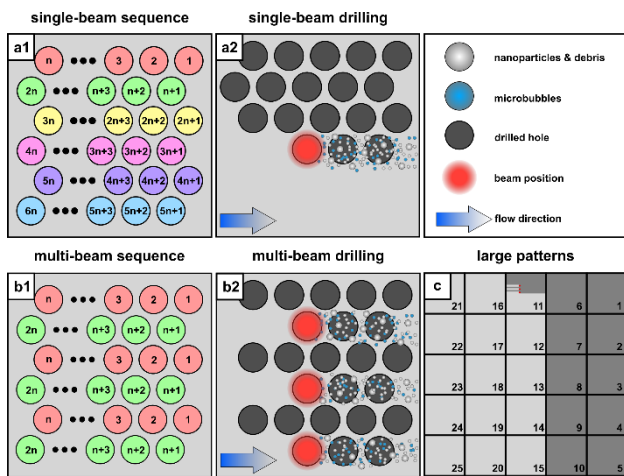 single-beam sequence
single-beam drilling
a1
n ••• 3 2 1
2n ••• n+3 n+2 n+1
3n ••• 2n+3 2n+2 2n+1
4n ••• 3n+3 3n+2 3n+1
5n ••• 4n+3 4n+2 4n+1
6n ••• 5n+3 5n+2 5n+1
a2
nanoparticles & debris
microbubbles
drilled hole
beam position
flow direction
multi-beam sequence
multi-beam drilling
large patterns
b1
n ••• 3 2 1
2n ••• n+3 n+2 n+1
n ••• 3 2 1
2n ••• n+3 n+2 n+1
n ••• 3 2 1
2n ••• n+3 n+2 n+1
b2
c
21 16 11 6 1
22 17 12 7 2
23 18 13 8 3
24 19 14 9 4
25 20 15 10 5